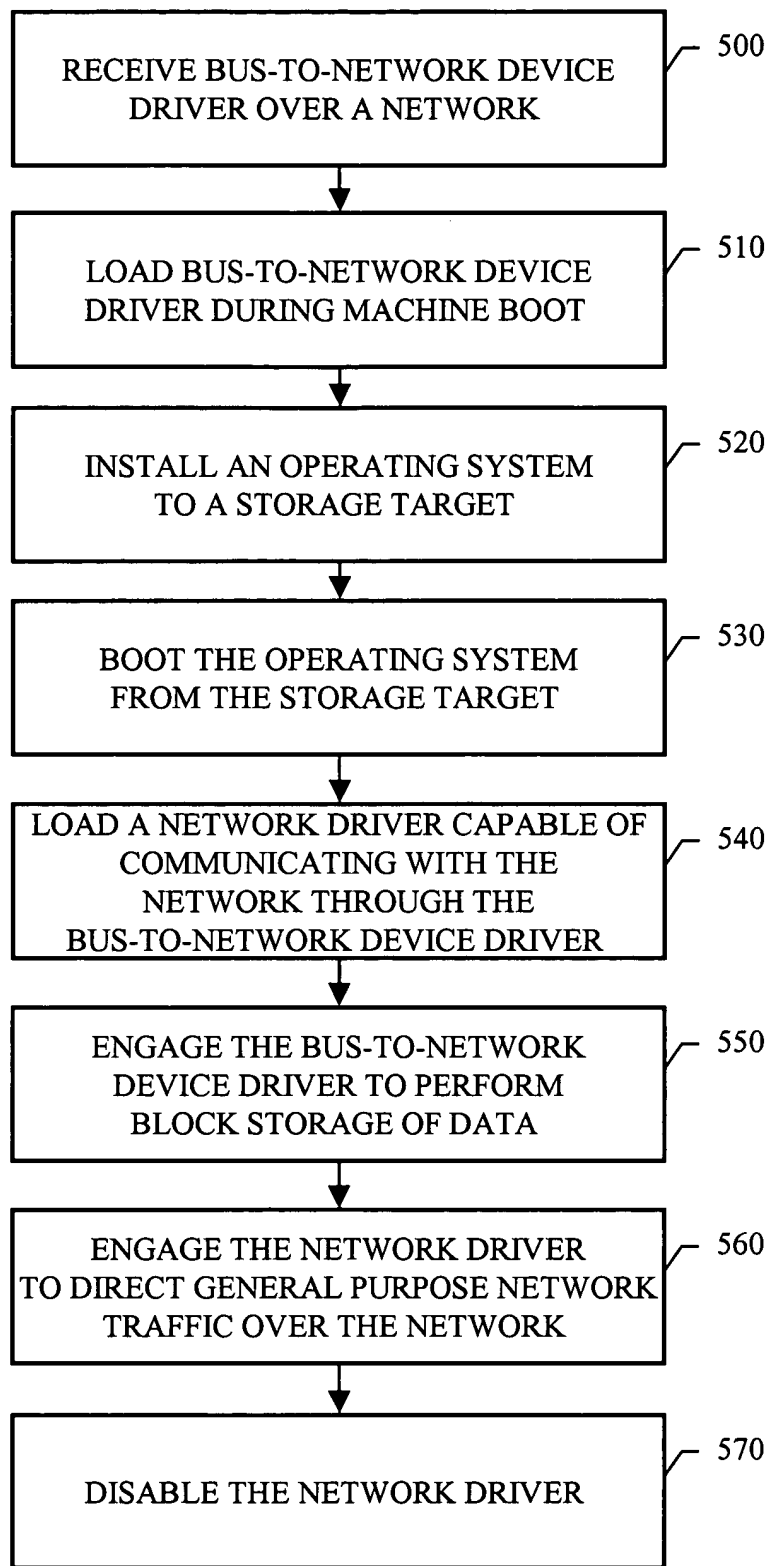 RECEIVE BUS-TO-NETWORK DEVICE
DRIVER OVER A NETWORK
500
LOAD BUS-TO-NETWORK DEVICE
DRIVER DURING MACHINE BOOT
510
INSTALL AN OPERATING SYSTEM
TO A STORAGE TARGET
520
BOOT THE OPERATING SYSTEM
FROM THE STORAGE TARGET
530
LOAD A NETWORK DRIVER CAPABLE OF
COMMUNICATING WITH THE
NETWORK THROUGH THE
BUS-TO-NETWORK DEVICE DRIVER
540
ENGAGE THE BUS-TO-NETWORK
DEVICE DRIVER TO PERFORM
BLOCK STORAGE OF DATA
550
ENGAGE THE NETWORK DRIVER
TO DIRECT GENERAL PURPOSE NETWORK
TRAFFIC OVER THE NETWORK
560
DISABLE THE NETWORK DRIVER
570